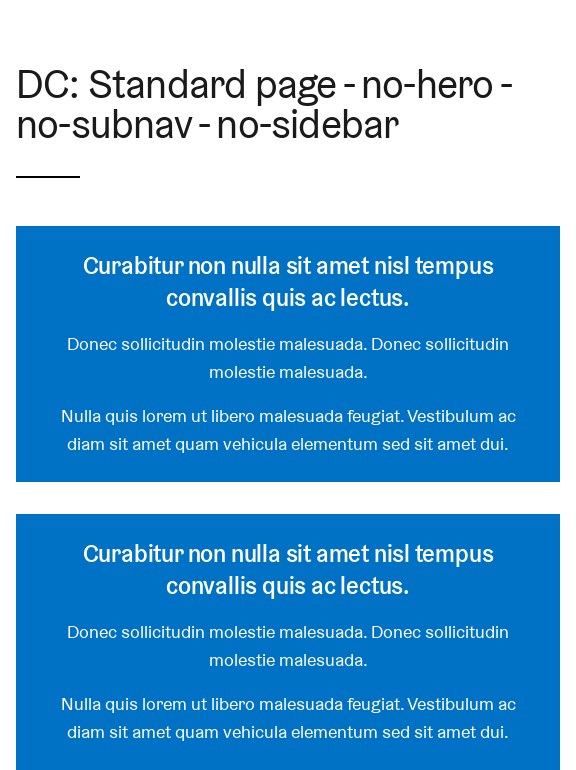 DC: Standard page - no-hero -
no-subnav - no-sidebar
Curabitur non nulla sit amet nisl tempus
convallis quis ac lectus.
Donec sollicitudin molestie malesuada. Donec sollicitudin
molestie malesuada.
Nulla quis lorem ut libero malesuada feugiat. Vestibulum ac
diam sit amet quam vehicula elementum sed sit amet dui.
Curabitur non nulla sit amet nisl tempus
convallis quis ac lectus.
Donec sollicitudin molestie malesuada. Donec sollicitudin
molestie malesuada.
Nulla quis lorem ut libero malesuada feugiat. Vestibulum ac
diam sit amet quam vehicula elementum sed sit amet dui.